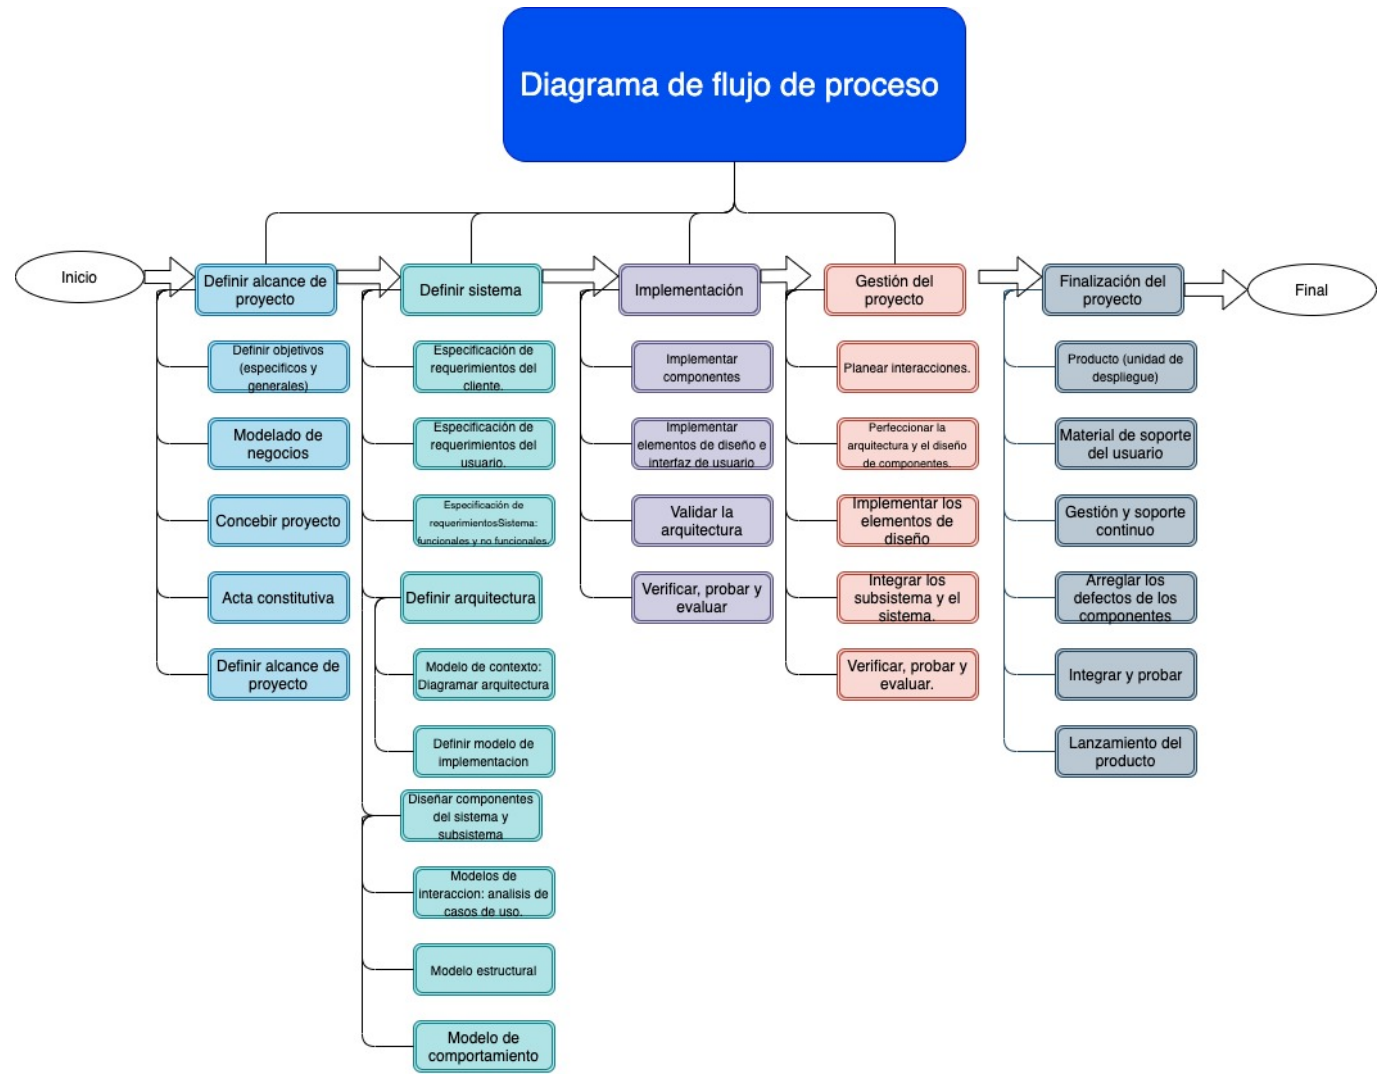 Diagrama de flujo de proceso
Inicio
Definir alcance de
proyecto
Definir objetivos
(especificos y
generales)
Modelado de
negocios
Concebir proyecto
Acta constitutiva
Definir alcance de
proyecto
Definir sistema
Especificación de
requerimientos del
cliente.
Especificación de
requerimientos del
usuario.
Especificación de
requerimientosSistema:
funcionales y no funcionales.
Definir arquitectura
Modelo de contexto:
Diagramar arquitectura
Definir modelo de
implementacion
Diseñar componentes
del sistema y
subsistema
Modelos de
interaccion: analisis de
casos de uso.
Modelo estructural
Modelo de
comportamiento
Implementación
Implementar
componentes
Implementar
elementos de diseño e
interfaz de usuario
Validar la
arquitectura
Verificar, probar y
evaluar
Gestión del
proyecto
Planear interacciones.
Perfeccionar la
arquitectura y el diseño
de componentes.
Implementar los
elementos de
diseño
Integrar los
subsistema y el
sistema.
Verificar, probar y
evaluar.
Finalización del
proyecto
Producto (unidad de
despliegue)
Material de soporte
del usuario
Gestión y soporte
continuo
Arreglar los
defectos de los
componentes
Integrar y probar
Lanzamiento del
producto
Final